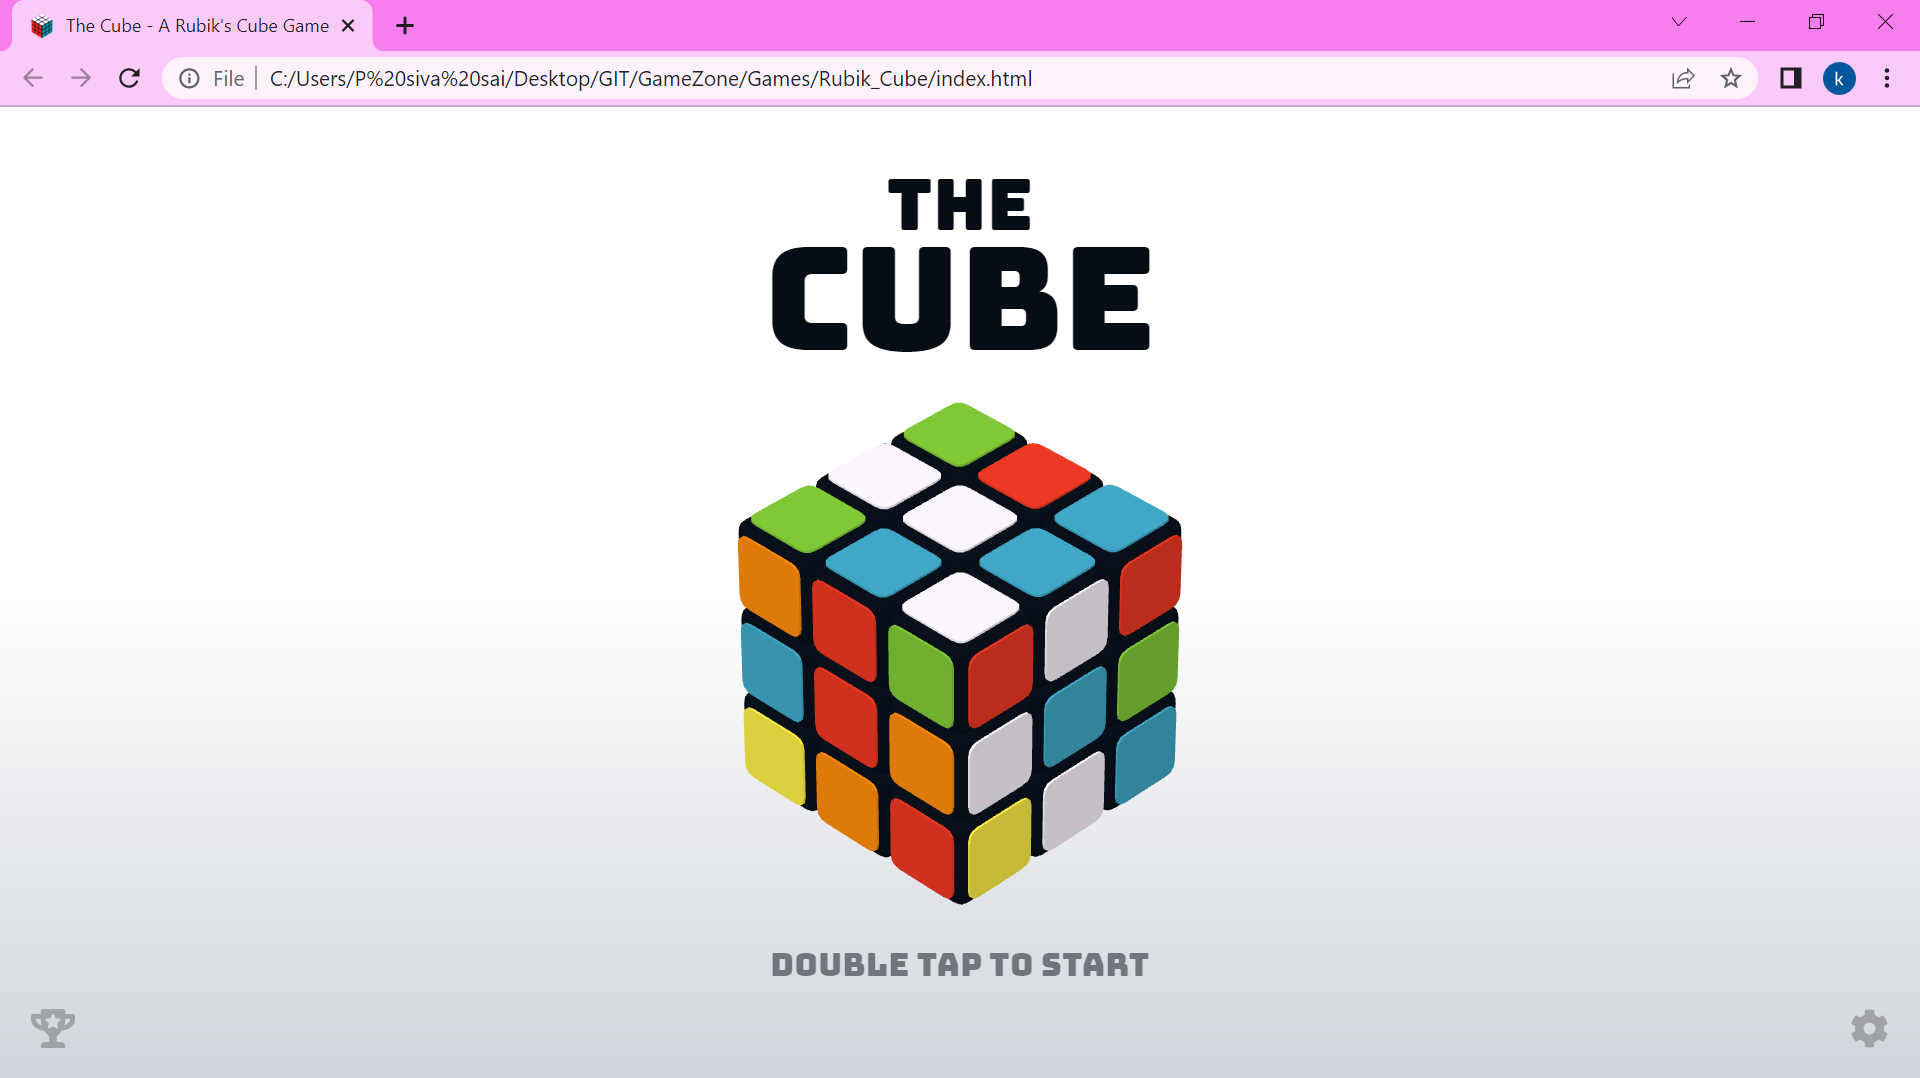 The Cube - A Rubik's Cube Game
File
C:/Users/P%20siva%20sai/Desktop/GIT/GameZone/Games/Rubik_Cube/index.html
k
THE
CUBE
DOUBLE TAP TO START